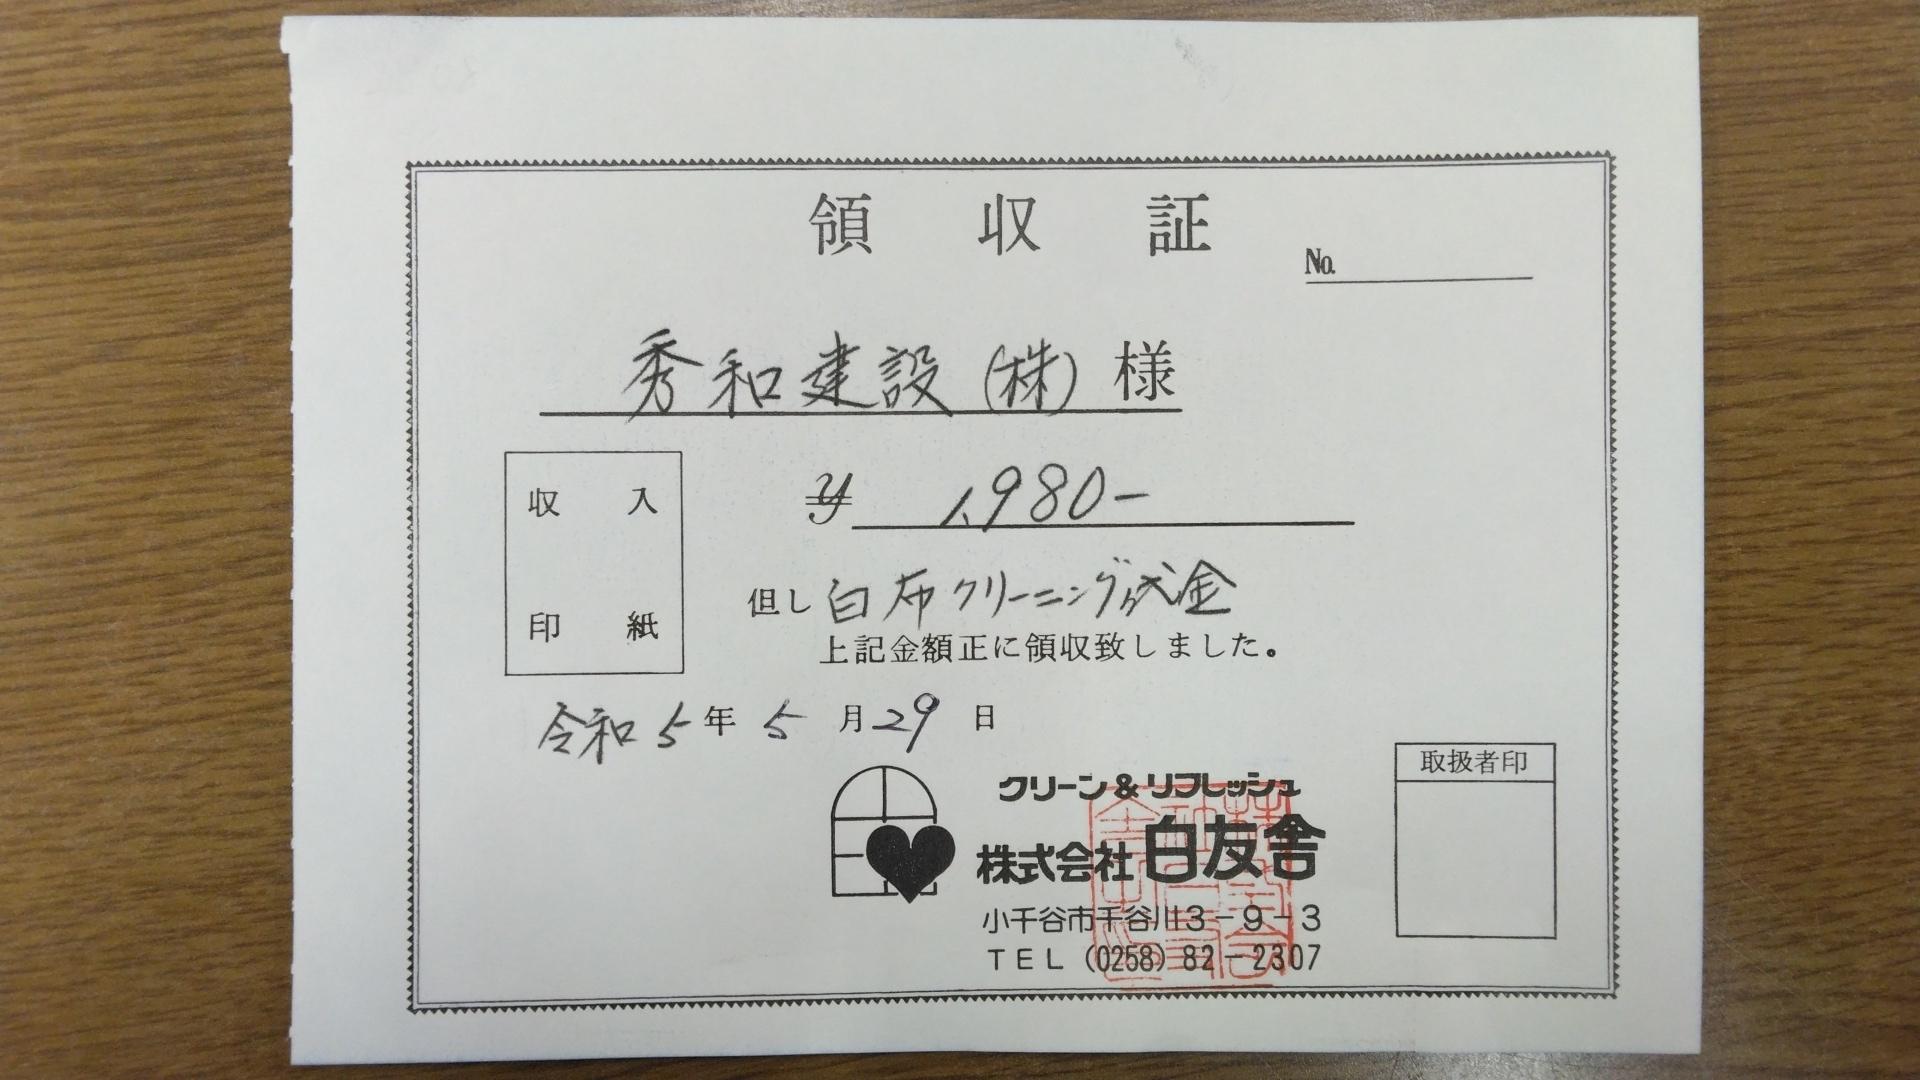 領収証
No.
秀和建設(株)様
¥ 1,980-
収入
印紙
但し 白布クリーニング代金
上記金額正に領収致しました。
令和5年5月29日
取扱者印
クリーン&リフレッシュ
株式会社白友舎
小千谷市千谷川3-9-3
TEL(0258)82-2307